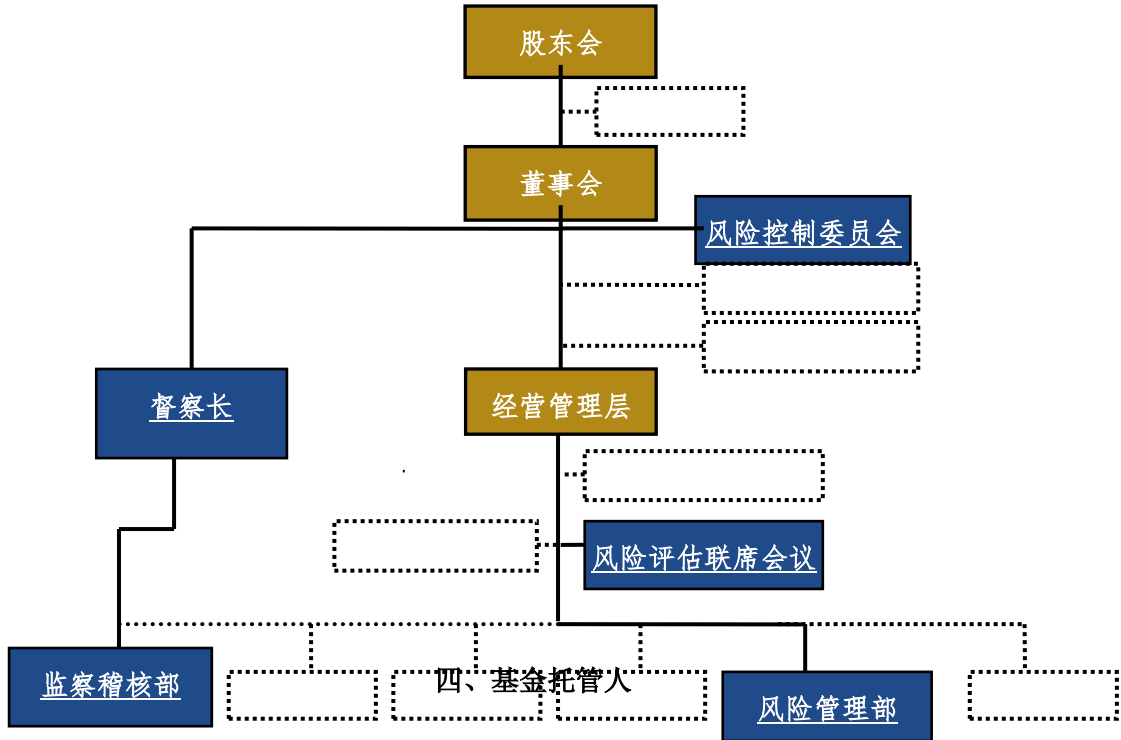 股东会
董事会
风险控制委员会
督察长
经营管理层
风险评估联席会议
监察稽核部
四、基金托管人
风险管理部